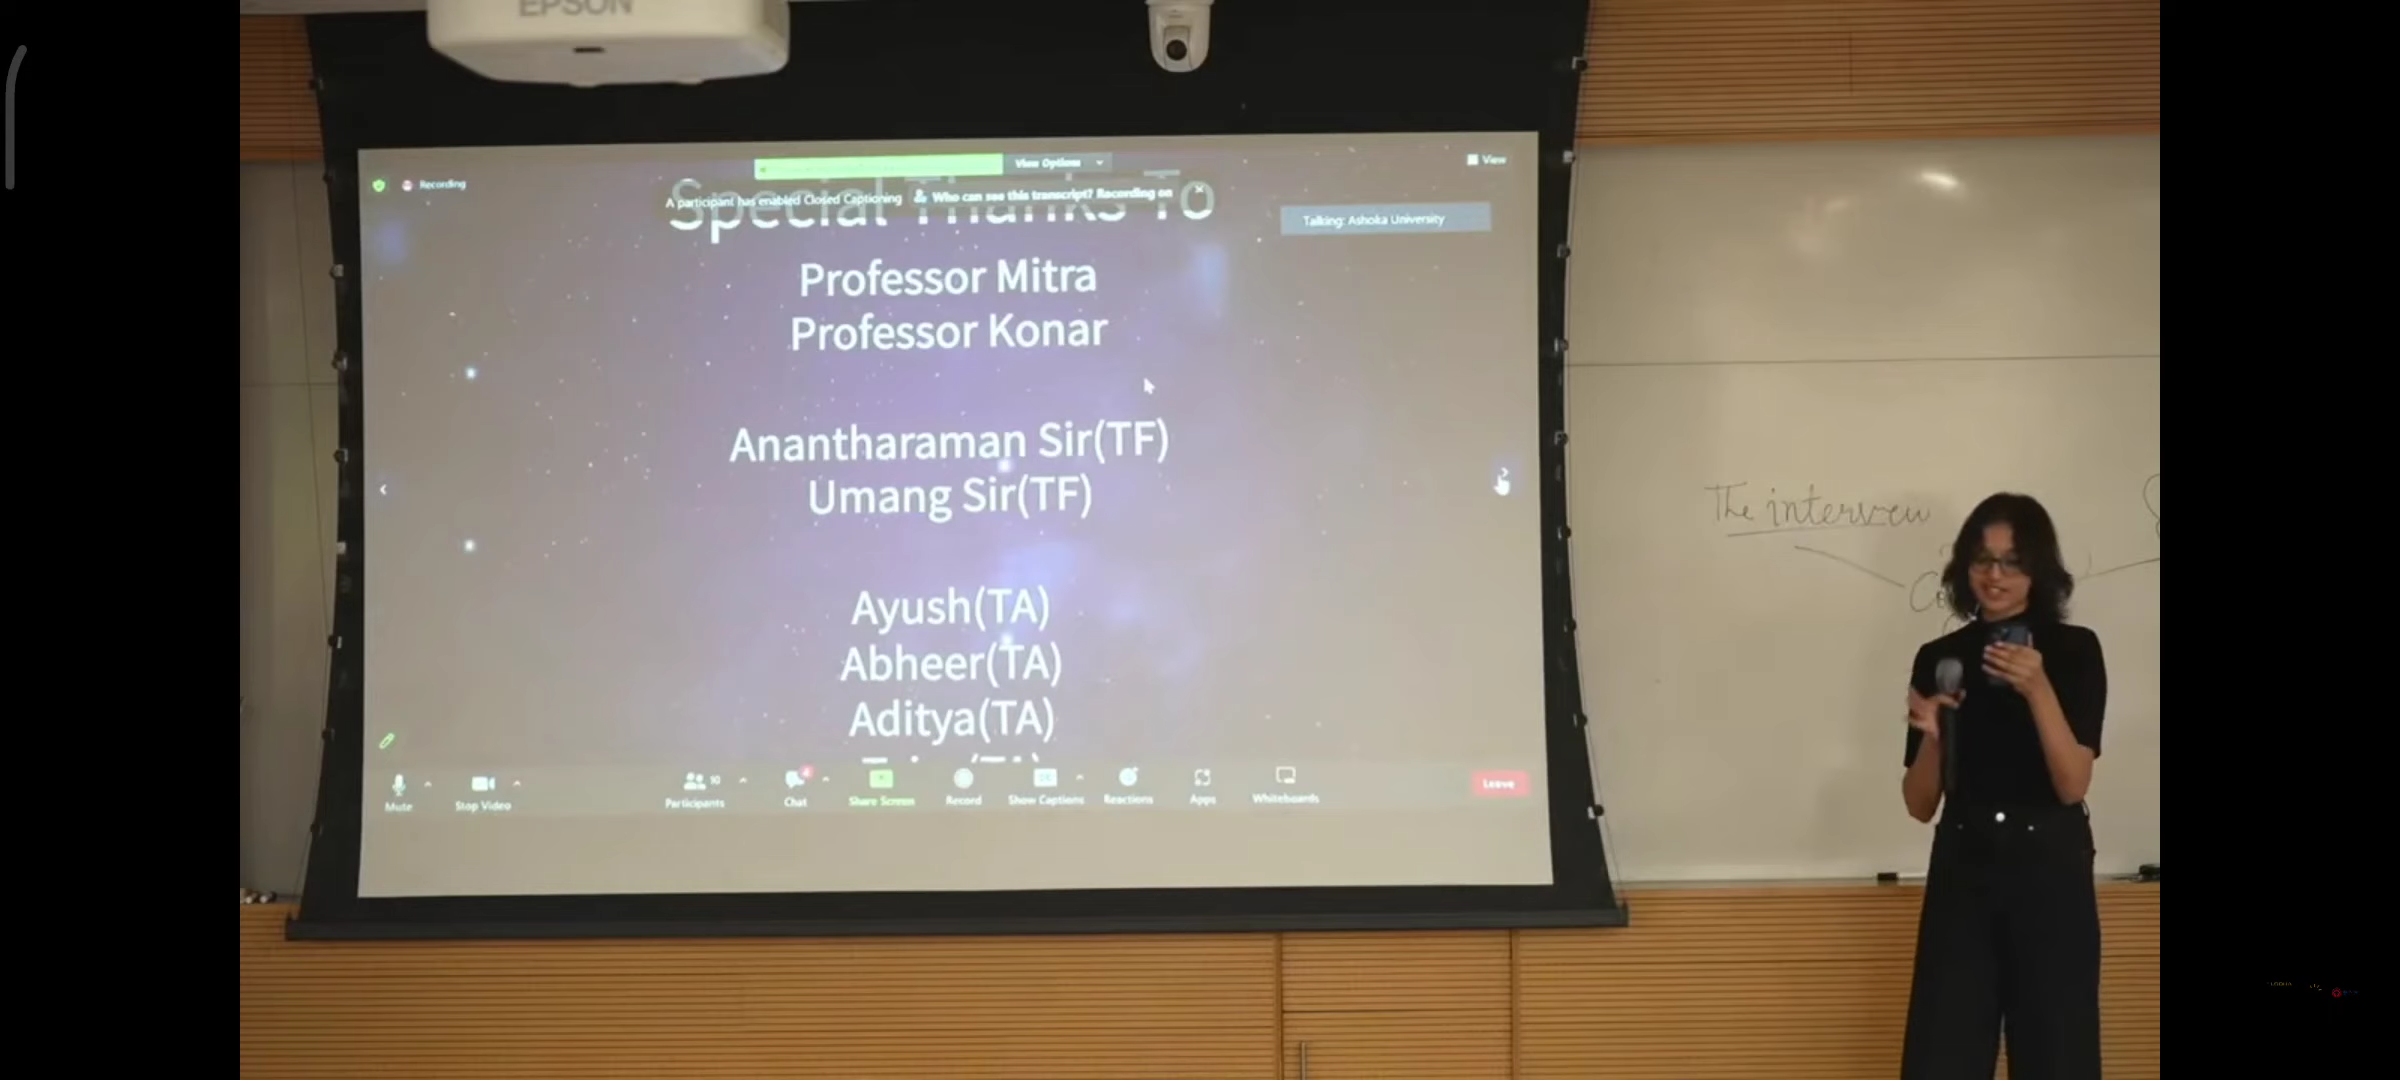 EPSON
Recording
View Options
View
Special Thanks To
A participant has enabled Closed Captioning
Who can see this transcript? Recording on
Talking: Ashoka University
Professor Mitra
Professor Konar
Anantharaman Sir(TF)
Umang Sir(TF)
Ayush(TA)
Abheer(TA)
Aditya(TA)
Mute
Stop Video
Participants
Chat
Share Screen
Record
Show Captions
Reactions
Apps
Whiteboards
Leave
The interview